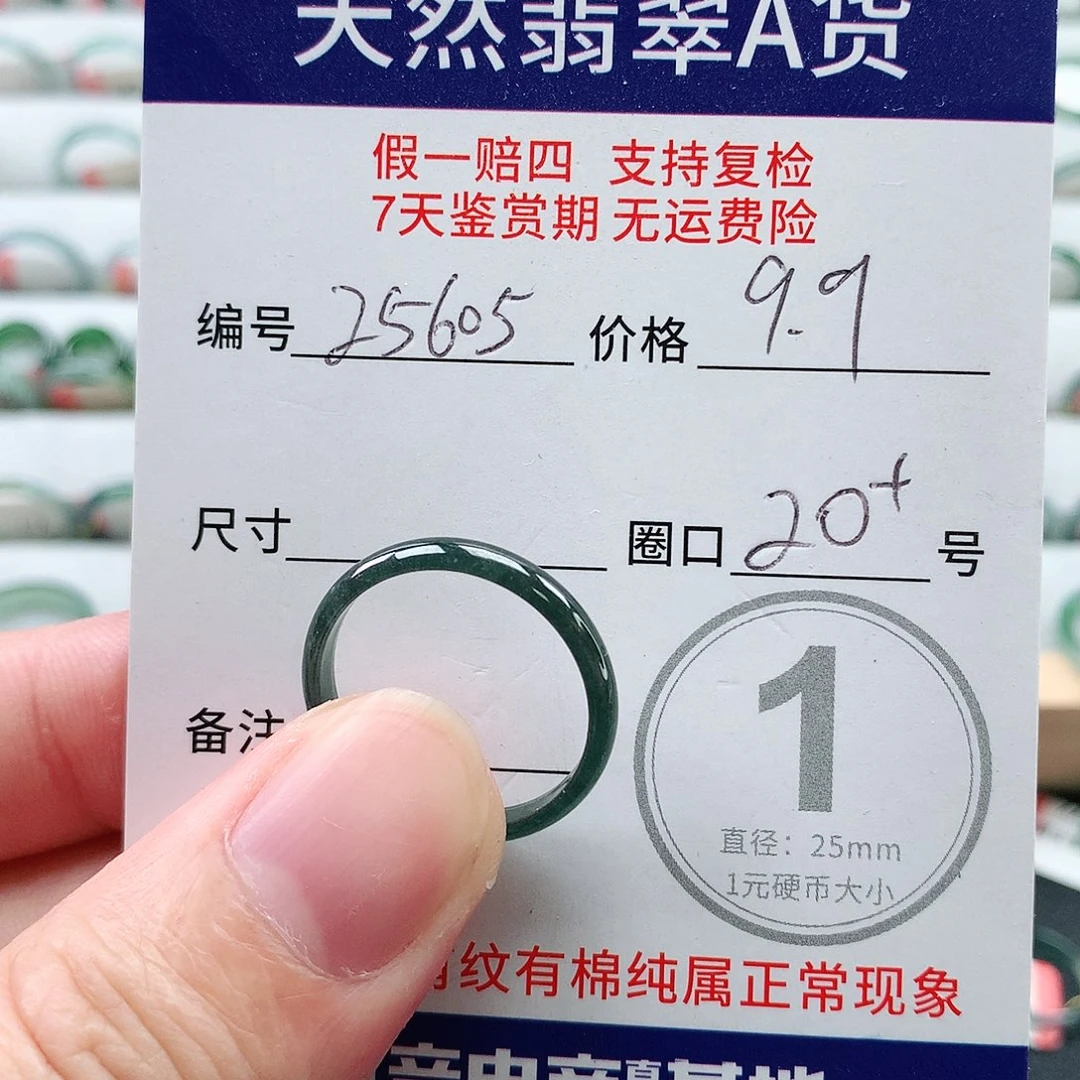 天然翡翠A货
假一赔四 支持复检
7天鉴赏期 无运费险
编号 25605 价格 9.9
尺寸 圈口 20+ 号
备注
1
直径：25mm
1元硬币大小
纹有棉纯属正常现象